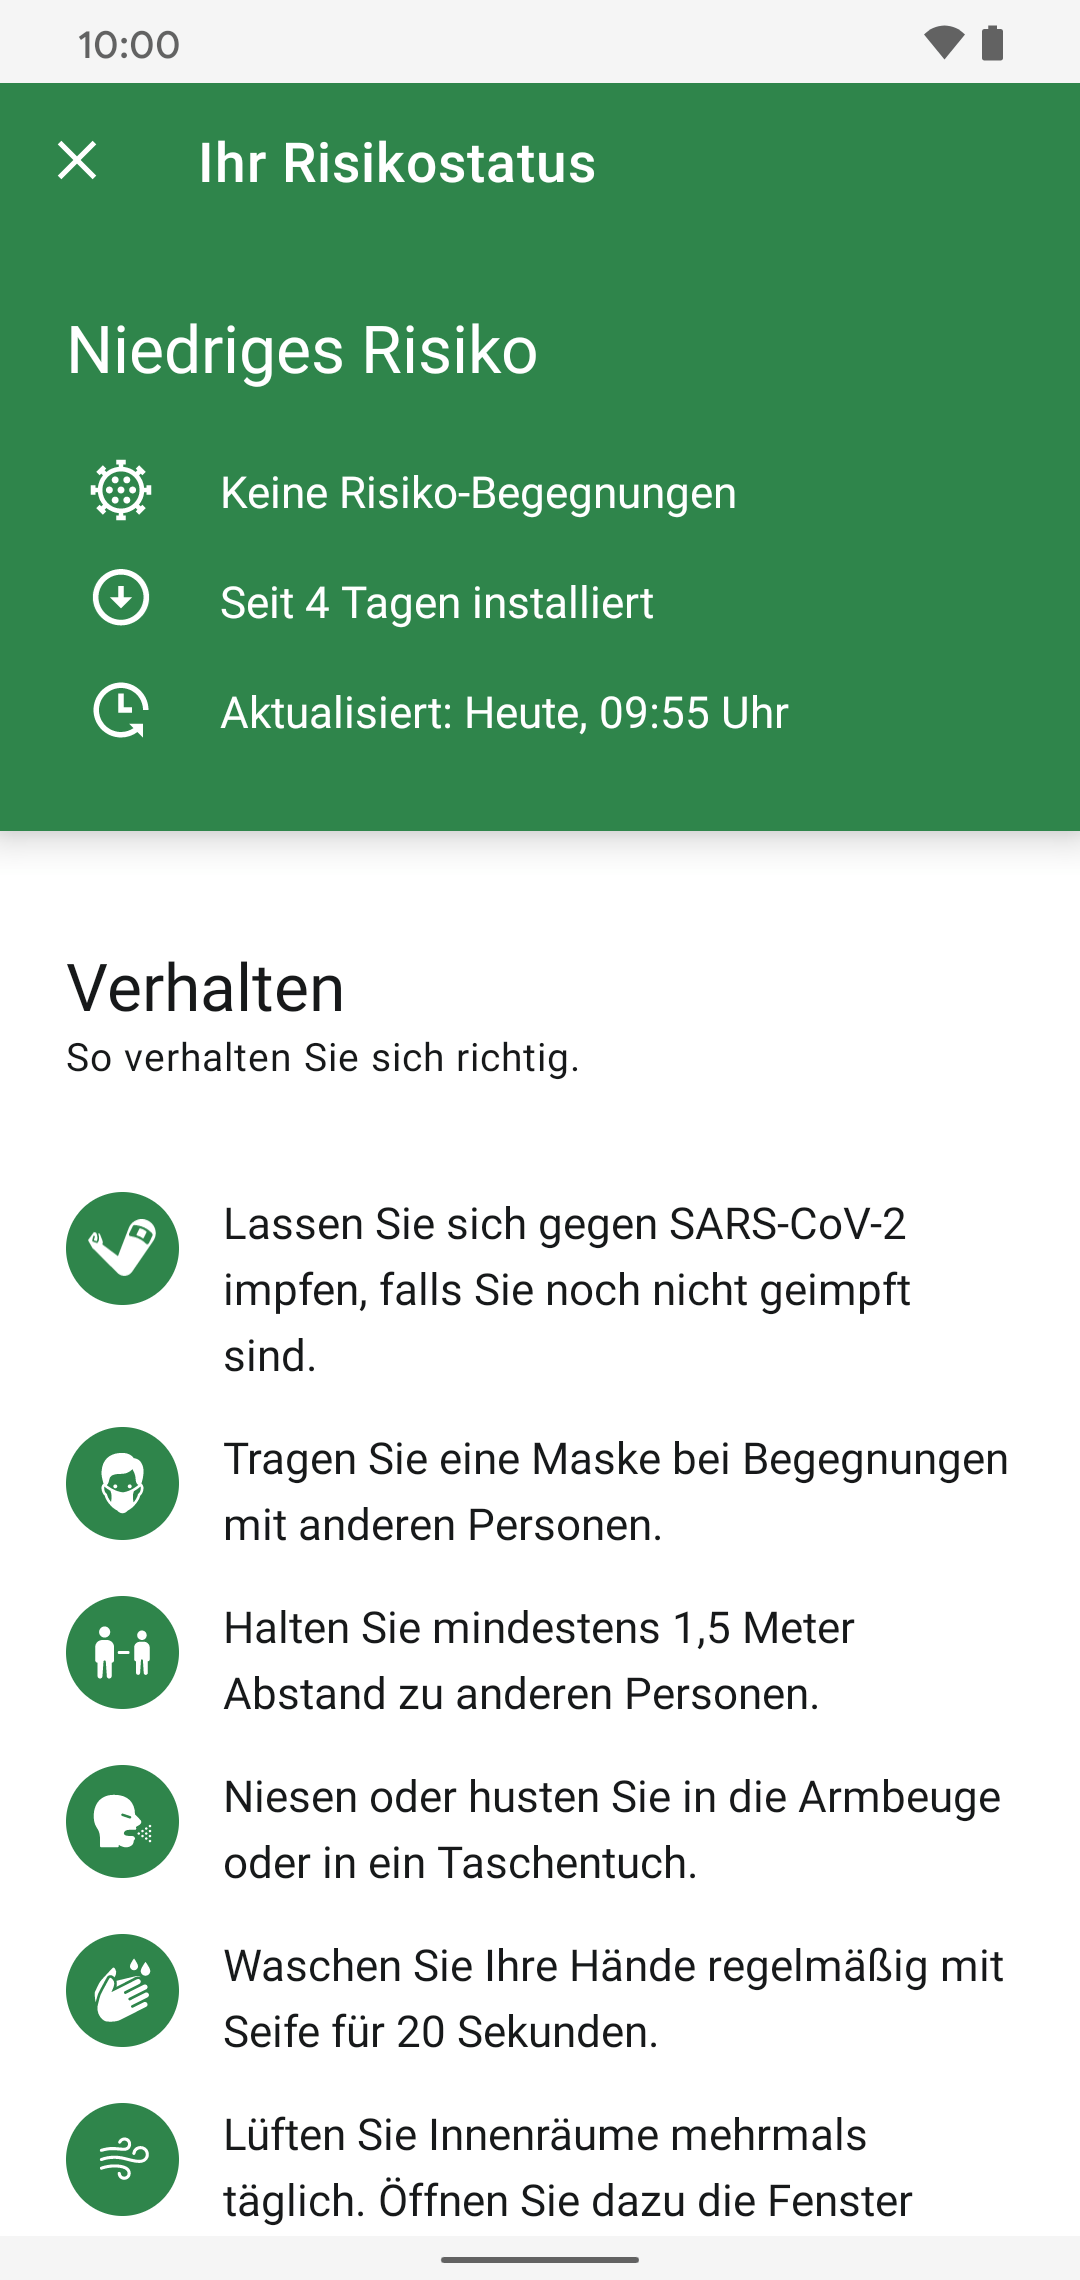 10:00
Ihr Risikostatus
Niedriges Risiko
Keine Risiko-Begegnungen
Seit 4 Tagen installiert
Aktualisiert: Heute, 09:55 Uhr
Verhalten
So verhalten Sie sich richtig.
Lassen Sie sich gegen SARS-CoV-2
impfen, falls Sie noch nicht geimpft
sind.
Tragen Sie eine Maske bei Begegnungen
mit anderen Personen.
Halten Sie mindestens 1,5 Meter
Abstand zu anderen Personen.
Niesen oder husten Sie in die Armbeuge
oder in ein Taschentuch.
Waschen Sie Ihre Hände regelmäßig mit
Seife für 20 Sekunden.
Lüften Sie Innenräume mehrmals
täglich. Öffnen Sie dazu die Fenster